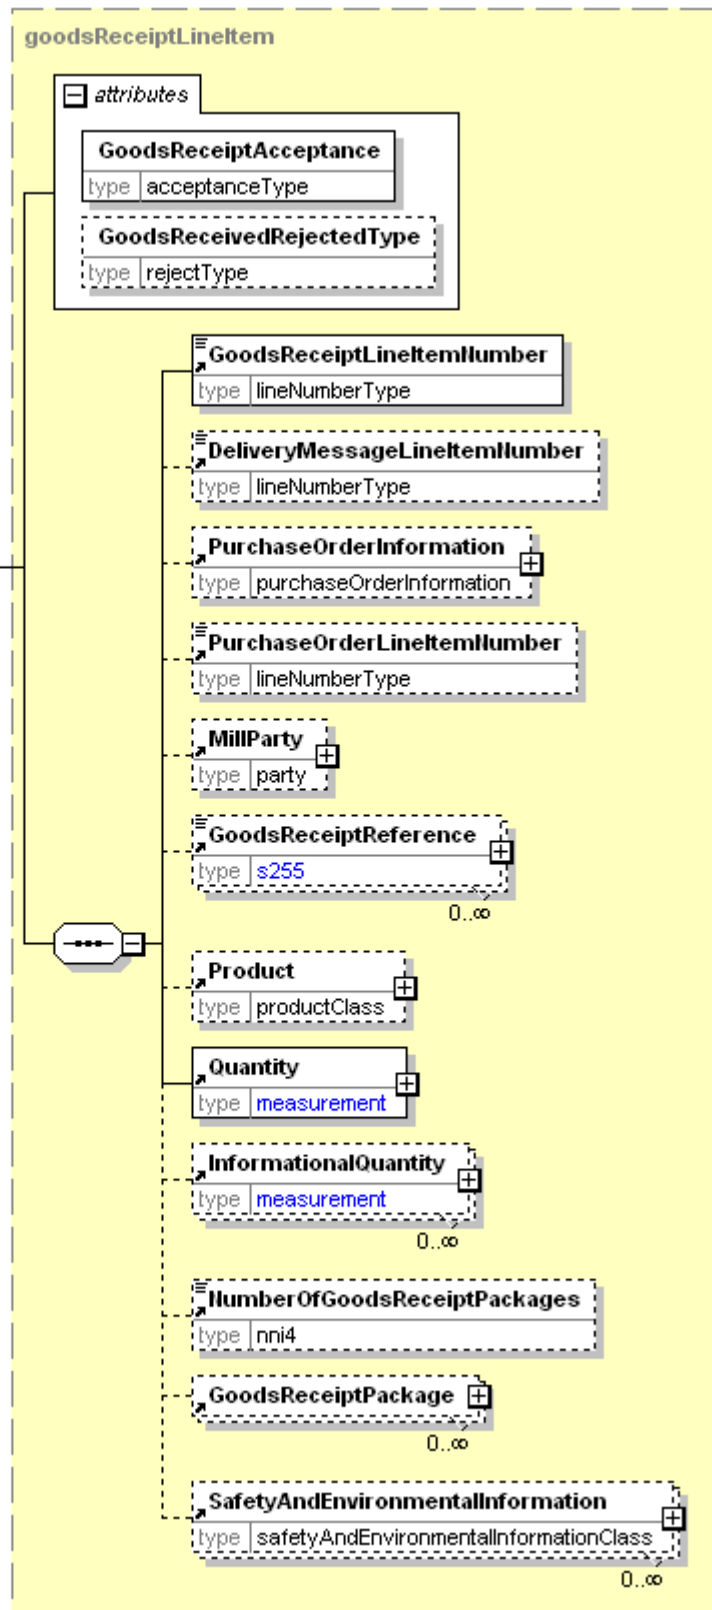 goodsReceiptLineItem
attributes
GoodsReceiptAcceptance
type acceptanceType
GoodsReceivedRejectedType
type rejectType
GoodsReceiptLineItemNumber
type lineNumberType
DeliveryMessageLineItemNumber
type lineNumberType
PurchaseOrderInformation
type purchaseOrderInformation
PurchaseOrderLineItemNumber
type lineNumberType
MillParty
type party
GoodsReceiptReference
type s255
0..∞
Product
type productClass
Quantity
type measurement
InformationalQuantity
type measurement
0..∞
NumberOfGoodsReceiptPackages
type nni4
GoodsReceiptPackage
0..∞
SafetyAndEnvironmentalInformation
type safetyAndEnvironmentalInformationClass
0..∞